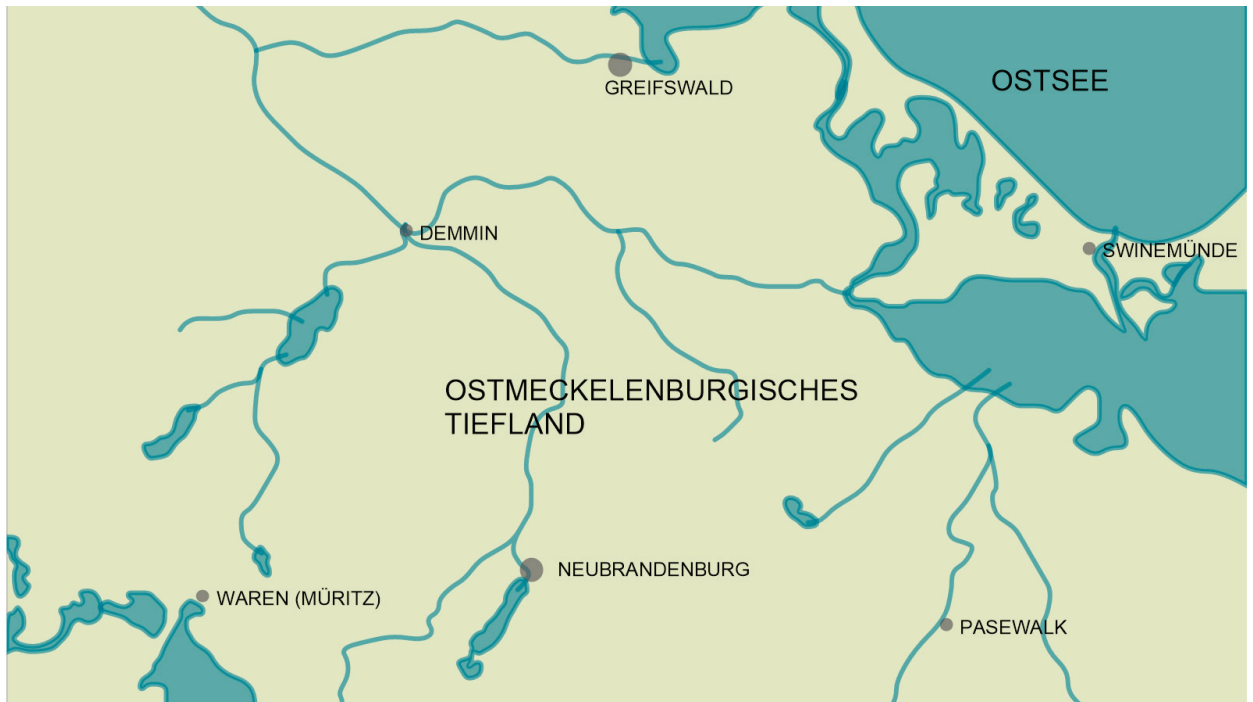 OSTSEE
GREIFSWALD
DEMMIN
SWINEMÜNDE
OSTMECKELENBURGISCHES
TIEFLAND
NEUBRANDENBURG
WAREN (MÜRITZ)
PASEWALK